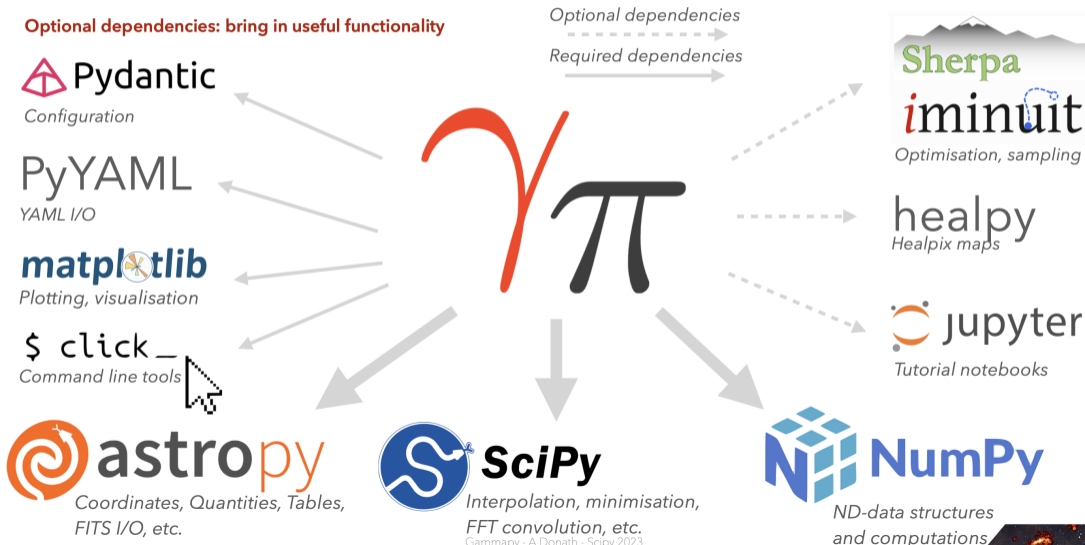 Optional dependencies: bring in useful functionality
Optional dependencies
Required dependencies
Pydantic
Configuration
PyYAML
YAML I/O
matplotlib
Plotting, visualisation
$ click_
Command line tools
γπ
Sherpa
iminuit
Optimisation, sampling
healpy
Healpix maps
jupyter
Tutorial notebooks
astropy
Coordinates, Quantities, Tables,
FITS I/O, etc.
SciPy
Interpolation, minimisation,
FFT convolution, etc.
Gammapy - A Donath - Scipy 2023
N
NumPy
ND-data structures
and computations